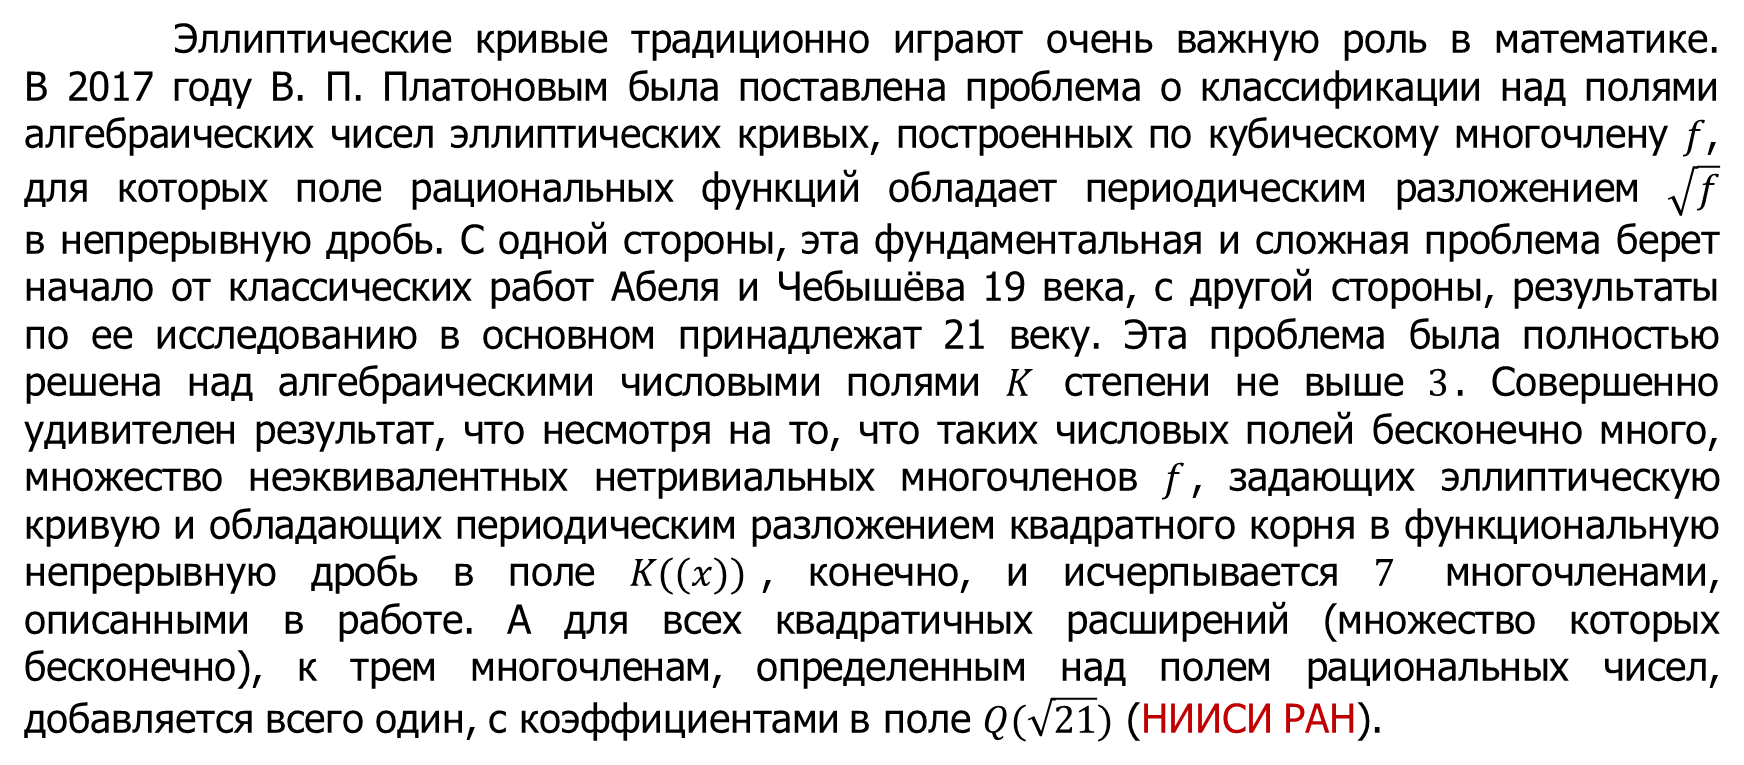 Эллиптические кривые традиционно играют очень важную роль в математике.
В 2017 году В. П. Платоновым была поставлена проблема о классификации над полями
алгебраических чисел эллиптических кривых, построенных по кубическому многочлену f,
для которых поле рациональных функций обладает периодическим разложением √f
в непрерывную дробь. С одной стороны, эта фундаментальная и сложная проблема берет
начало от классических работ Абеля и Чебышёва 19 века, с другой стороны, результаты
по ее исследованию в основном принадлежат 21 веку. Эта проблема была полностью
решена над алгебраическими числовыми полями K степени не выше 3. Совершенно
удивителен результат, что несмотря на то, что таких числовых полей бесконечно много,
множество неэквивалентных нетривиальных многочленов f, задающих эллиптическую
кривую и обладающих периодическим разложением квадратного корня в функциональную
непрерывную дробь в поле K((x)), конечно, и исчерпывается 7 многочленами,
описанными в работе. А для всех квадратичных расширений (множество которых
бесконечно), к трем многочленам, определенным над полем рациональных чисел,
добавляется всего один, с коэффициентами в поле Q(√21) (НИИСИ РАН).